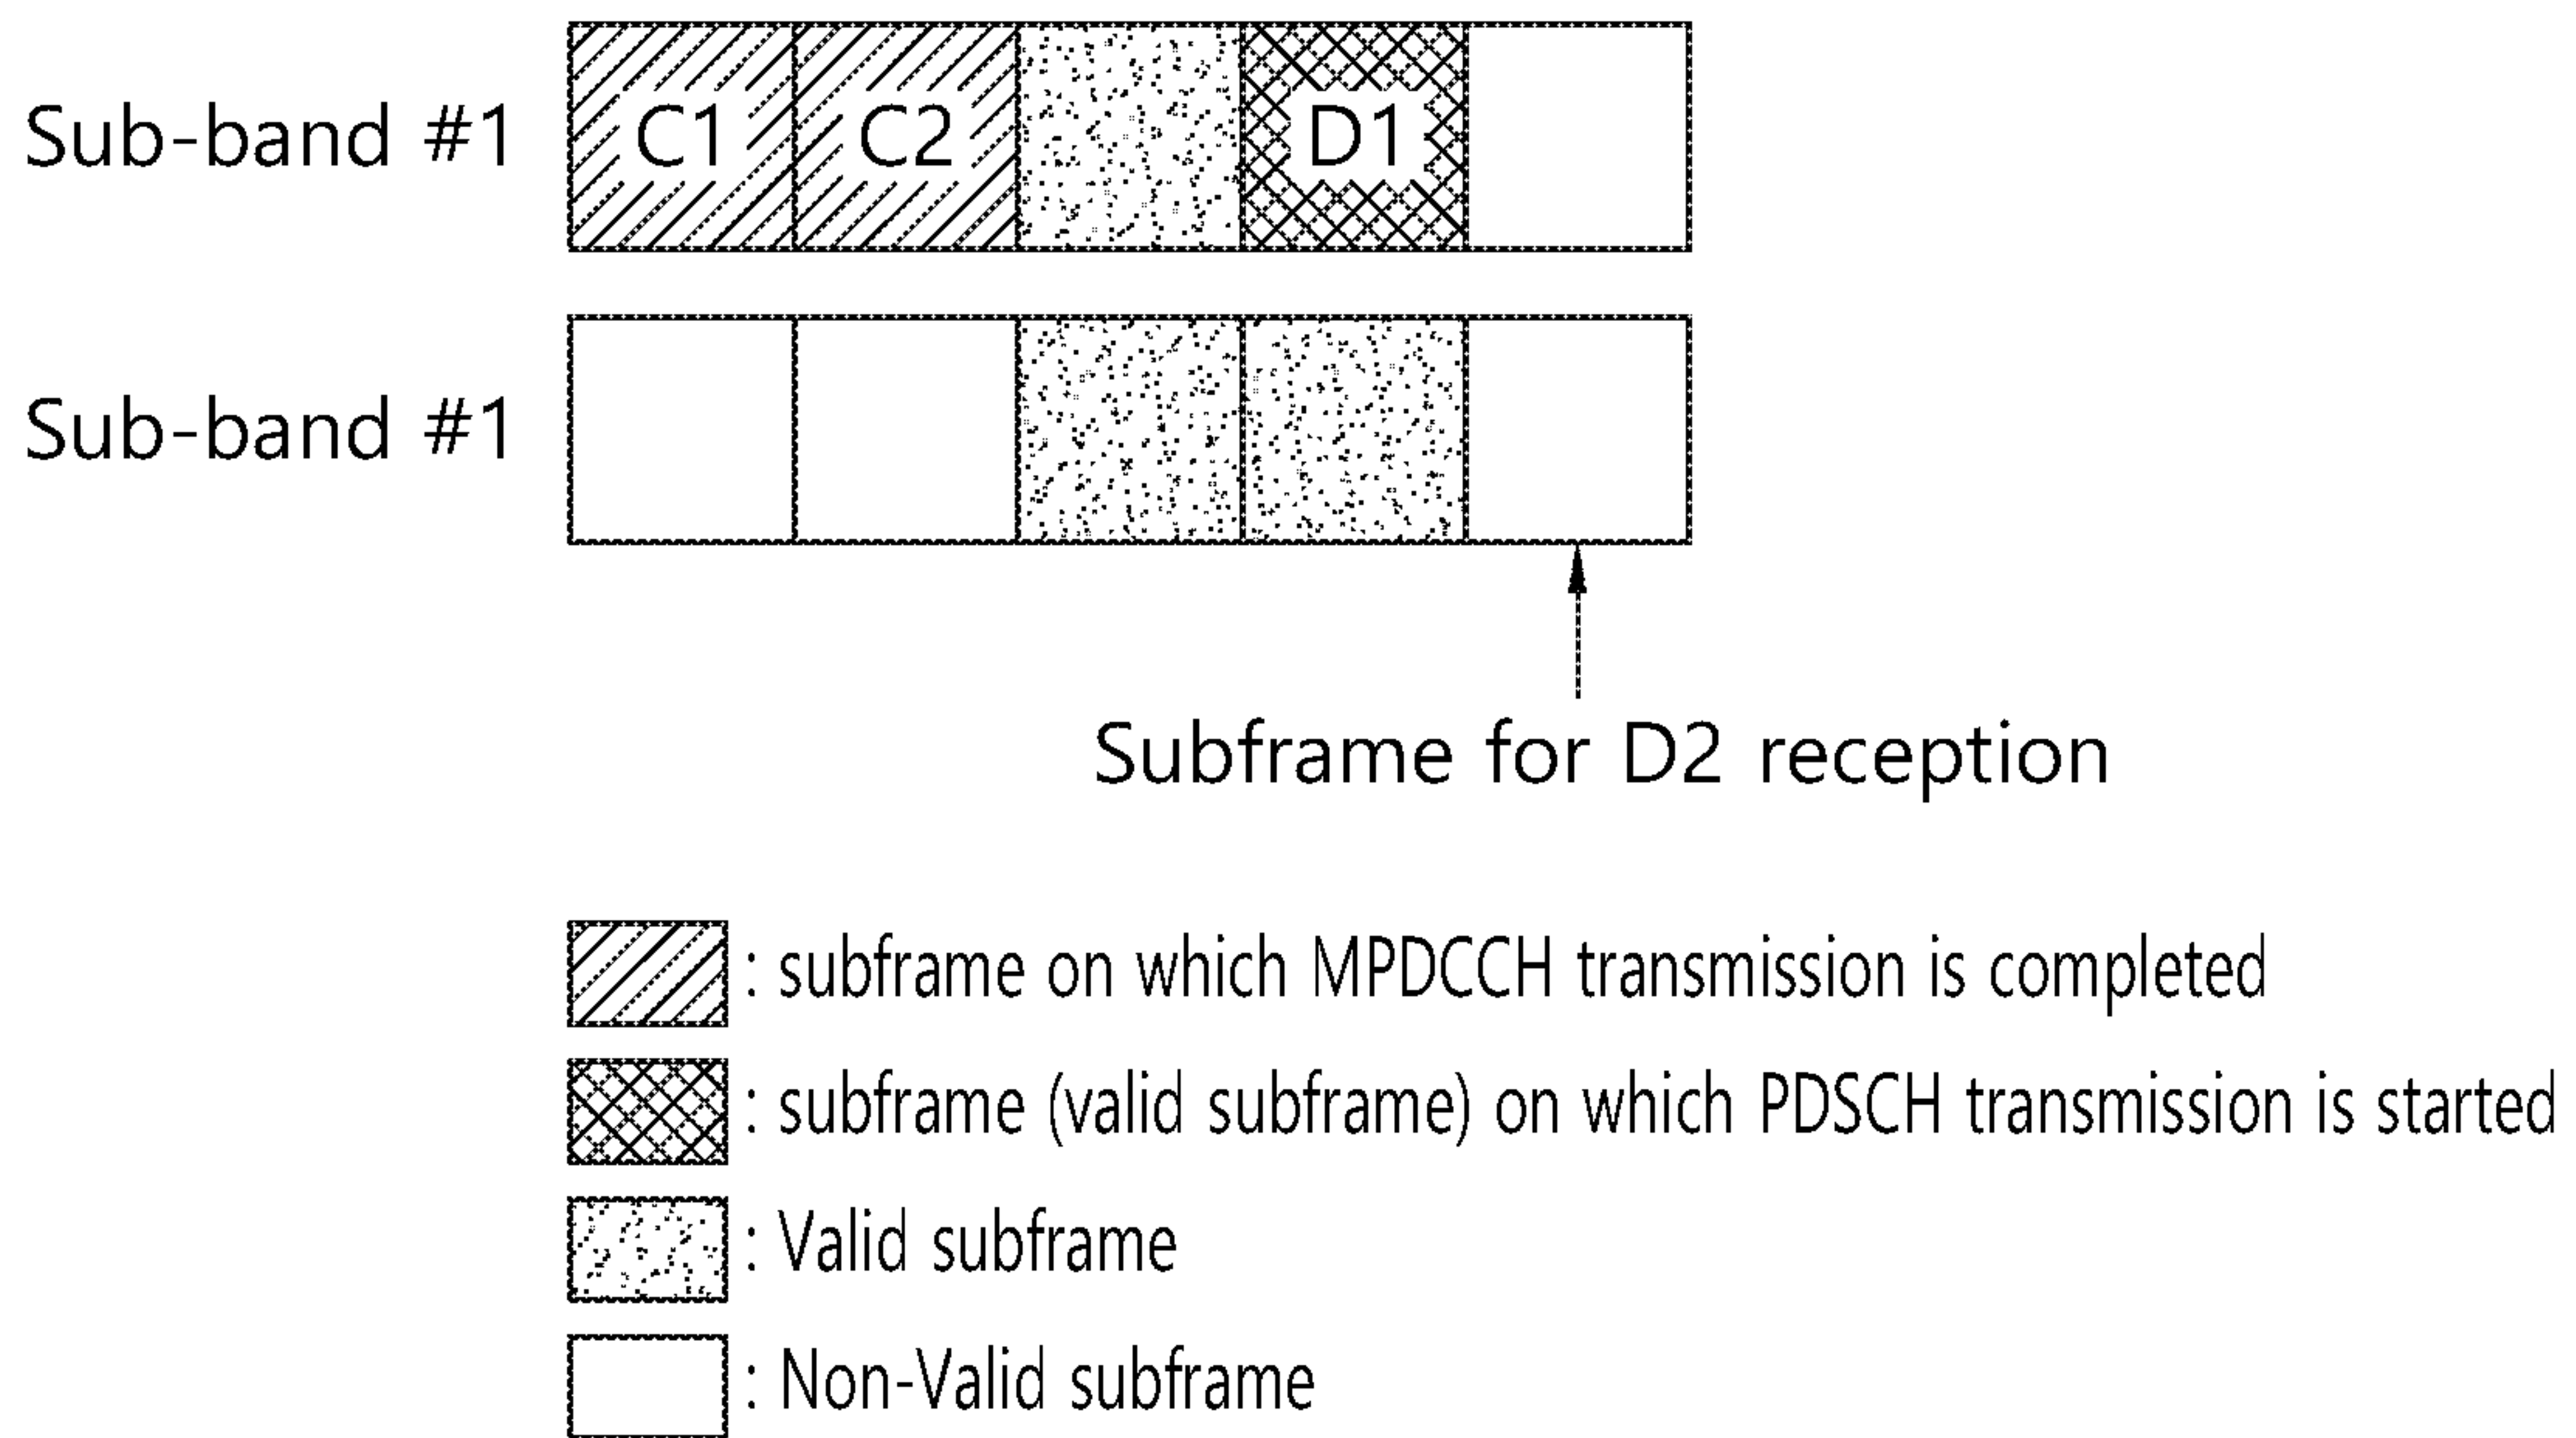 Sub-band #1 C1 C2 D1
Sub-band #1
Subframe for D2 reception
: subframe on which MPDCCH transmission is completed
: subframe (valid subframe) on which PDSCH transmission is started
: Valid subframe
: Non-Valid subframe